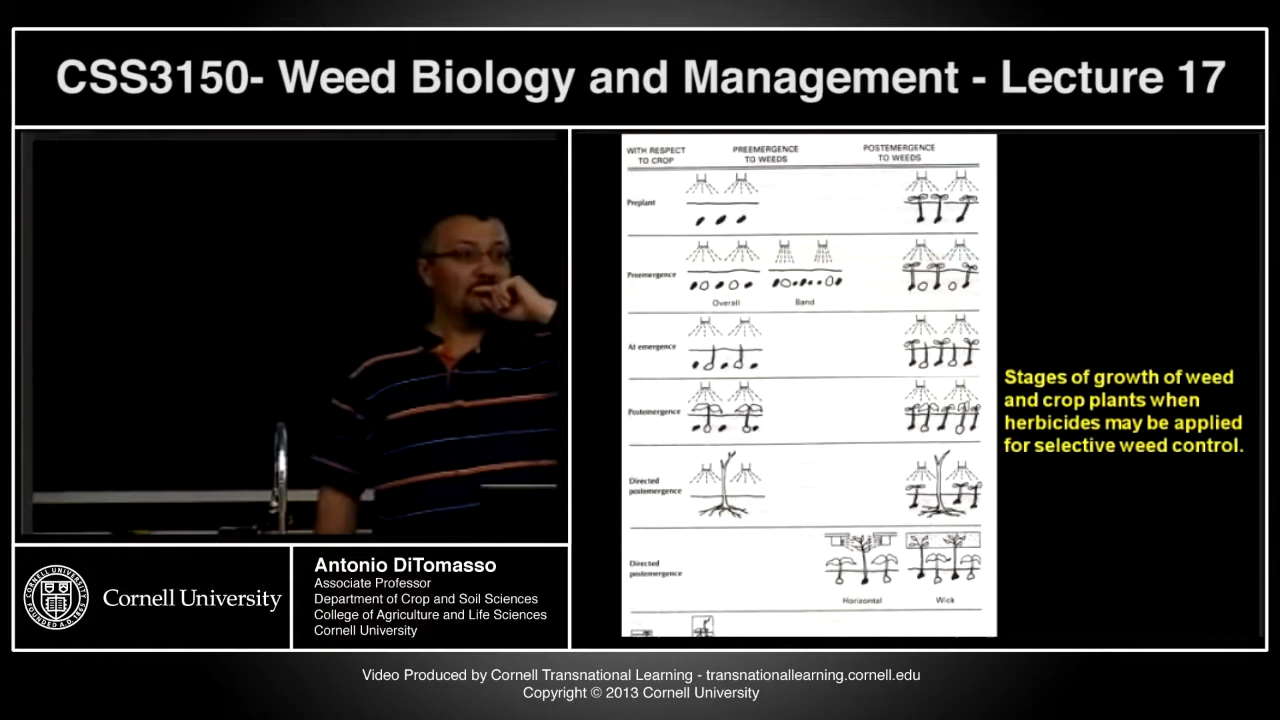 CSS3150- Weed Biology and Management - Lecture 17
WITH RESPECT
TO CROP
PREEMERGENCE
TO WEEDS
POSTEMERGENCE
TO WEEDS
Preplant
Preemergence
Overall
Band
At emergence
Postemergence
Directed
postemergence
Directed
postemergence
Horizontal
Wick
Stages of growth of weed
and crop plants when
herbicides may be applied
for selective weed control.
Cornell University
Antonio DiTomasso
Associate Professor
Department of Crop and Soil Sciences
College of Agriculture and Life Sciences
Cornell University
Video Produced by Cornell Transnational Learning - transnationallearning.cornell.edu
Copyright © 2013 Cornell University